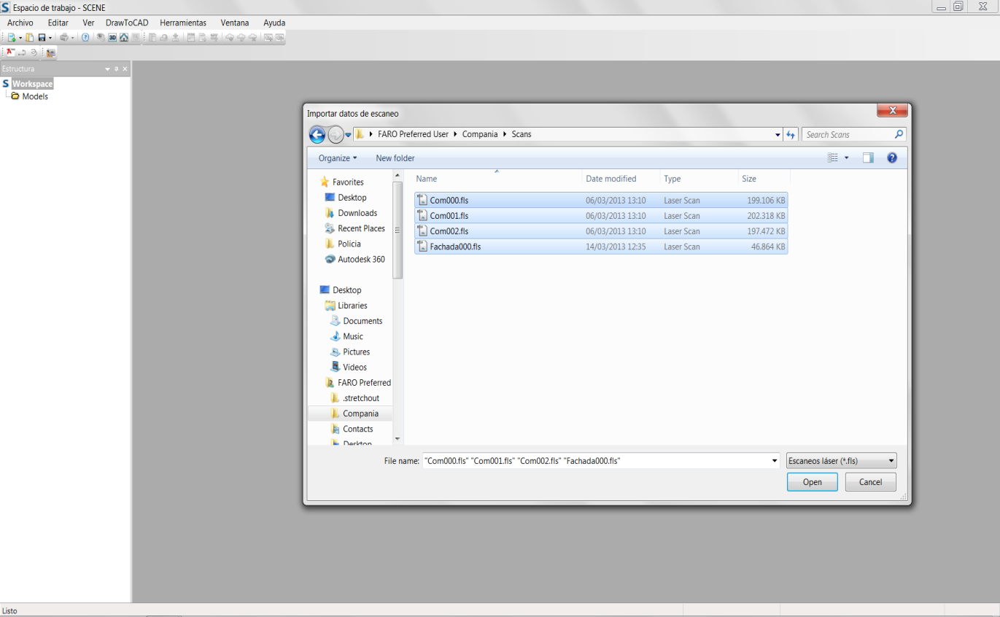 Espacio de trabajo - SCENE
Archivo Editar Ver DrawToCAD Herramientas Ventana Ayuda
Estructura
Workspace
Models
Importar datos de escaneo
FARO Preferred User Compania Scans
Search Scans
Organize New folder
Favorites
Desktop
Downloads
Recent Places
Policia
Autodesk 360
Desktop
Libraries
Documents
Music
Pictures
Videos
FARO Preferred
.stretchout
Compania
Contacts
Desktop
Name Date modified Type Size
Com000.fls 06/03/2013 13:10 Laser Scan 199.106 KB
Com001.fls 06/03/2013 13:10 Laser Scan 202.318 KB
Com002.fls 06/03/2013 13:10 Laser Scan 197.472 KB
Fachada000.fls 14/03/2013 12:35 Laser Scan 46.864 KB
File name: "Com000.fls" "Com001.fls" "Com002.fls" "Fachada000.fls"
Escaneos láser (*.fls)
Open Cancel
Listo